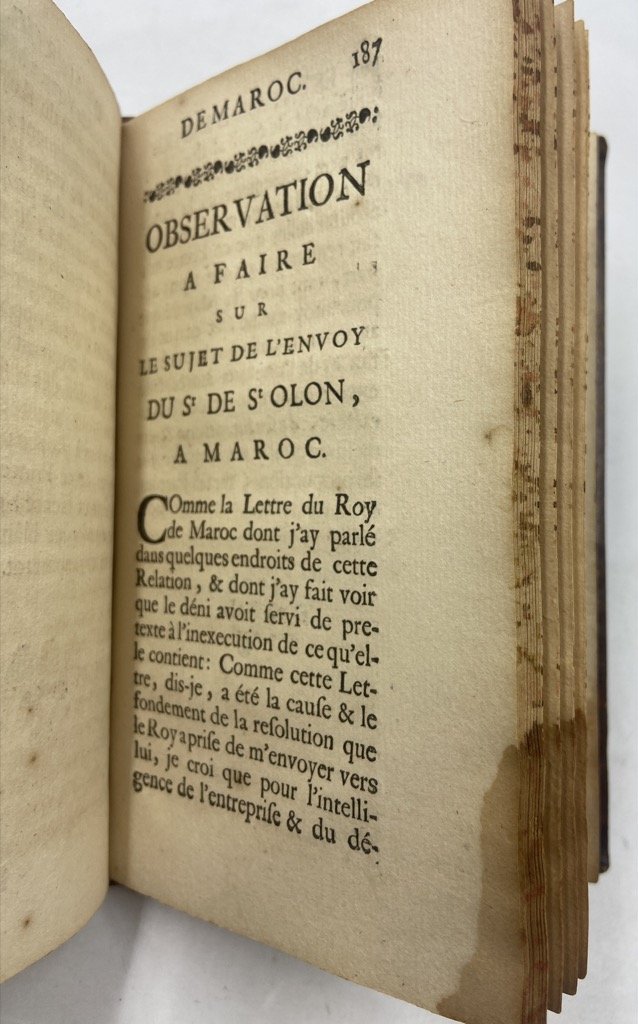 DE MAROC. 187
OBSERVATION
A FAIRE
SUR
LE SUJET DE L'ENVOY
DU Sr DE St OLON,
A MAROC.
COmme la Lettre du Roy
de Maroc dont j'ay parlé
dans quelques endroits de cette
Relation, & dont j'ay fait voir
que le déni avoit ſervi de pre-
texte à l'inexecution de ce qu'el-
le contient: Comme cette Let-
tre, dis-je, a été la cauſe & le
fondement de la reſolution que
le Roy a priſe de m'envoyer vers
lui, je croi que pour l'intelli-
gence de l'entrepriſe & du dé-